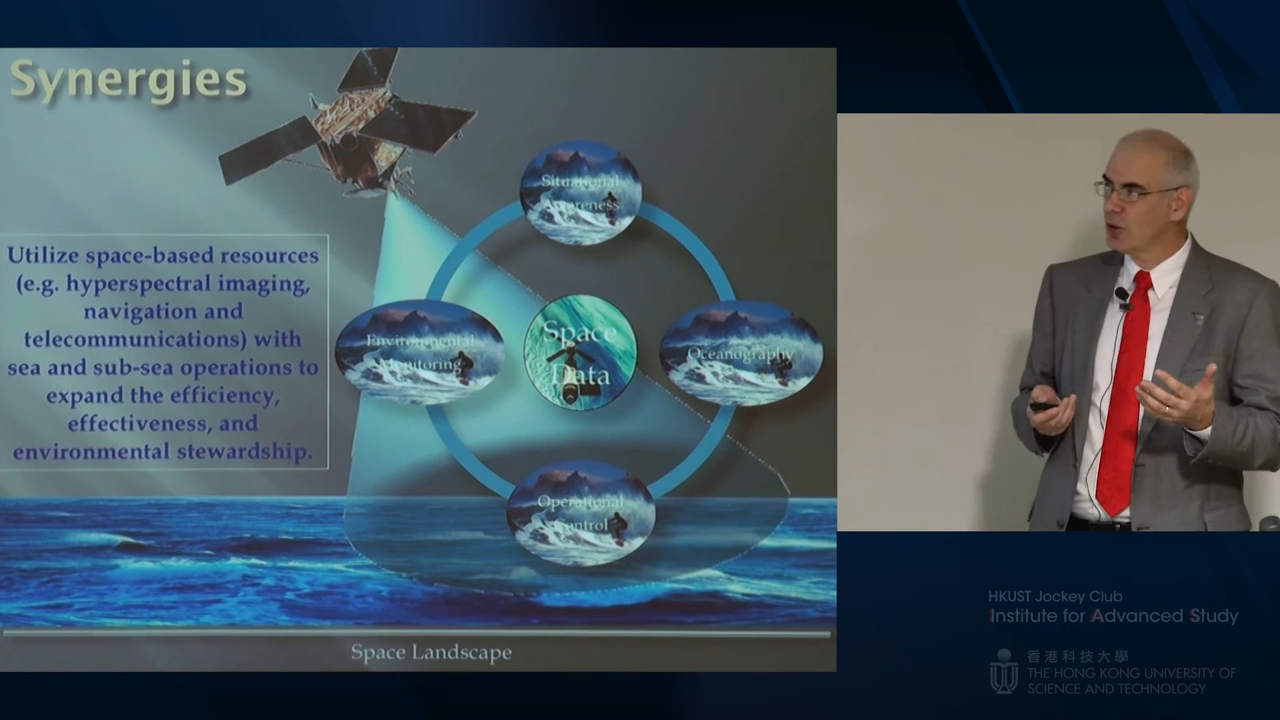 Synergies
Utilize space-based resources
(e.g. hyperspectral imaging,
navigation and
telecommunications) with
sea and sub-sea operations to
expand the efficiency,
effectiveness, and
environmental stewardship.
Situational
Awareness
Environmental
Monitoring
Space
Data
Oceanography
Operational
Control
Space Landscape
HKUST Jockey Club
Institute for Advanced Study
香港科技大學
THE HONG KONG UNIVERSITY OF
SCIENCE AND TECHNOLOGY